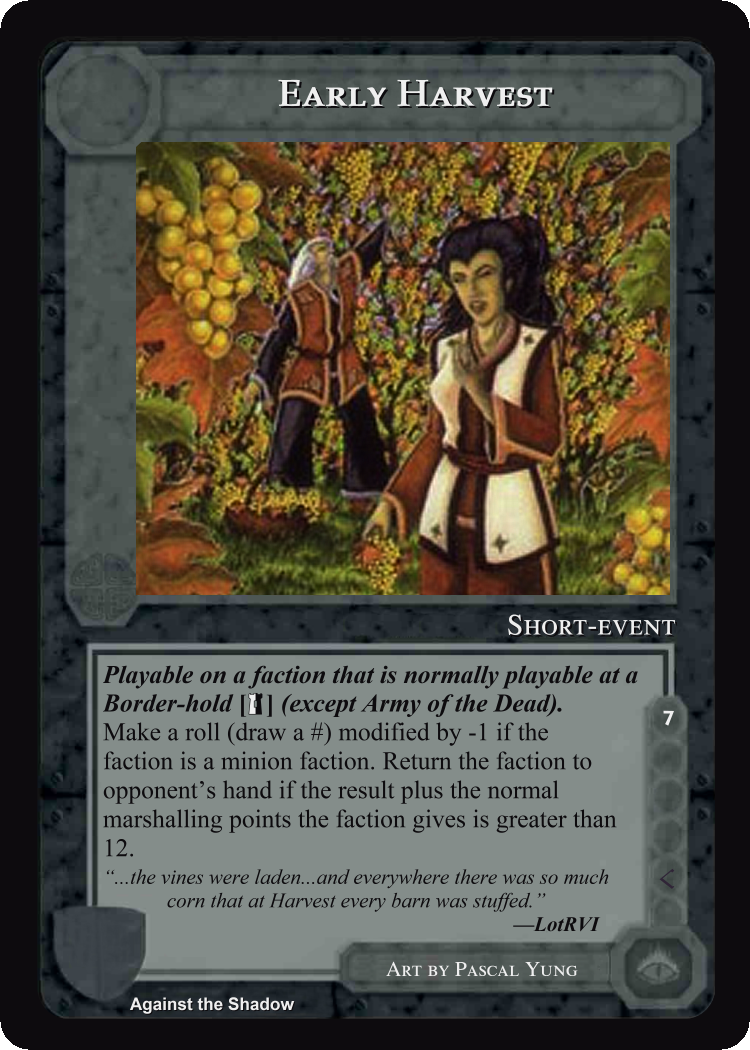 Early Harvest
Short-event
Playable on a faction that is normally playable at a
Border-hold [] (except Army of the Dead).
Make a roll (draw a #) modified by -1 if the
faction is a minion faction. Return the faction to
opponent's hand if the result plus the normal
marshalling points the faction gives is greater than
12.
"...the vines were laden...and everywhere there was so much
corn that at Harvest every barn was stuffed."
—LotRVI
7
Art by Pascal Yung
Against the Shadow